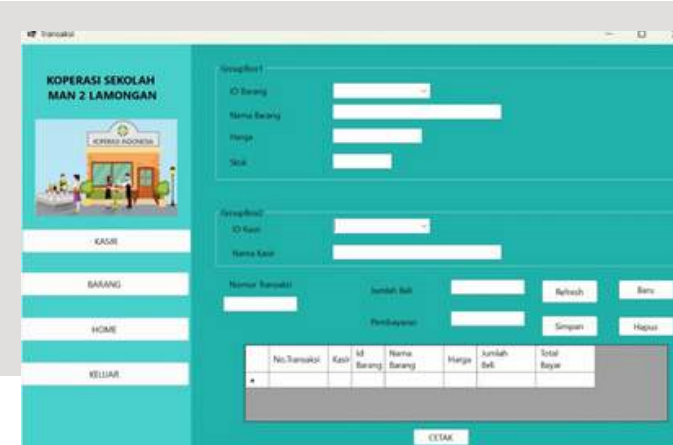 Transaksi
KOPERASI SEKOLAH
MAN 2 LAMONGAN
KOPERASI INDONESIA
KASIR
BARANG
HOME
KELUAR
GroupBox1
ID Barang
Nama Barang
Harga
Stok
GroupBox2
ID Kasir
Nama Kasir
Nomor Transaksi
Jumlah Beli
Pembayaran
Refresh
Baru
Simpan
Hapus
No.Transaksi Kasir Id Barang Nama Barang Harga Jumlah Beli Total Bayar
CETAK